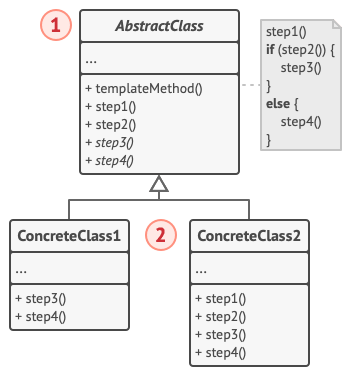 1
AbstractClass
...
+ templateMethod()
+ step1()
+ step2()
+ step3()
+ step4()
step1()
if (step2()) {
step3()
}
else {
step4()
}
2
ConcreteClass1
...
+ step3()
+ step4()
ConcreteClass2
...
+ step1()
+ step2()
+ step3()
+ step4()